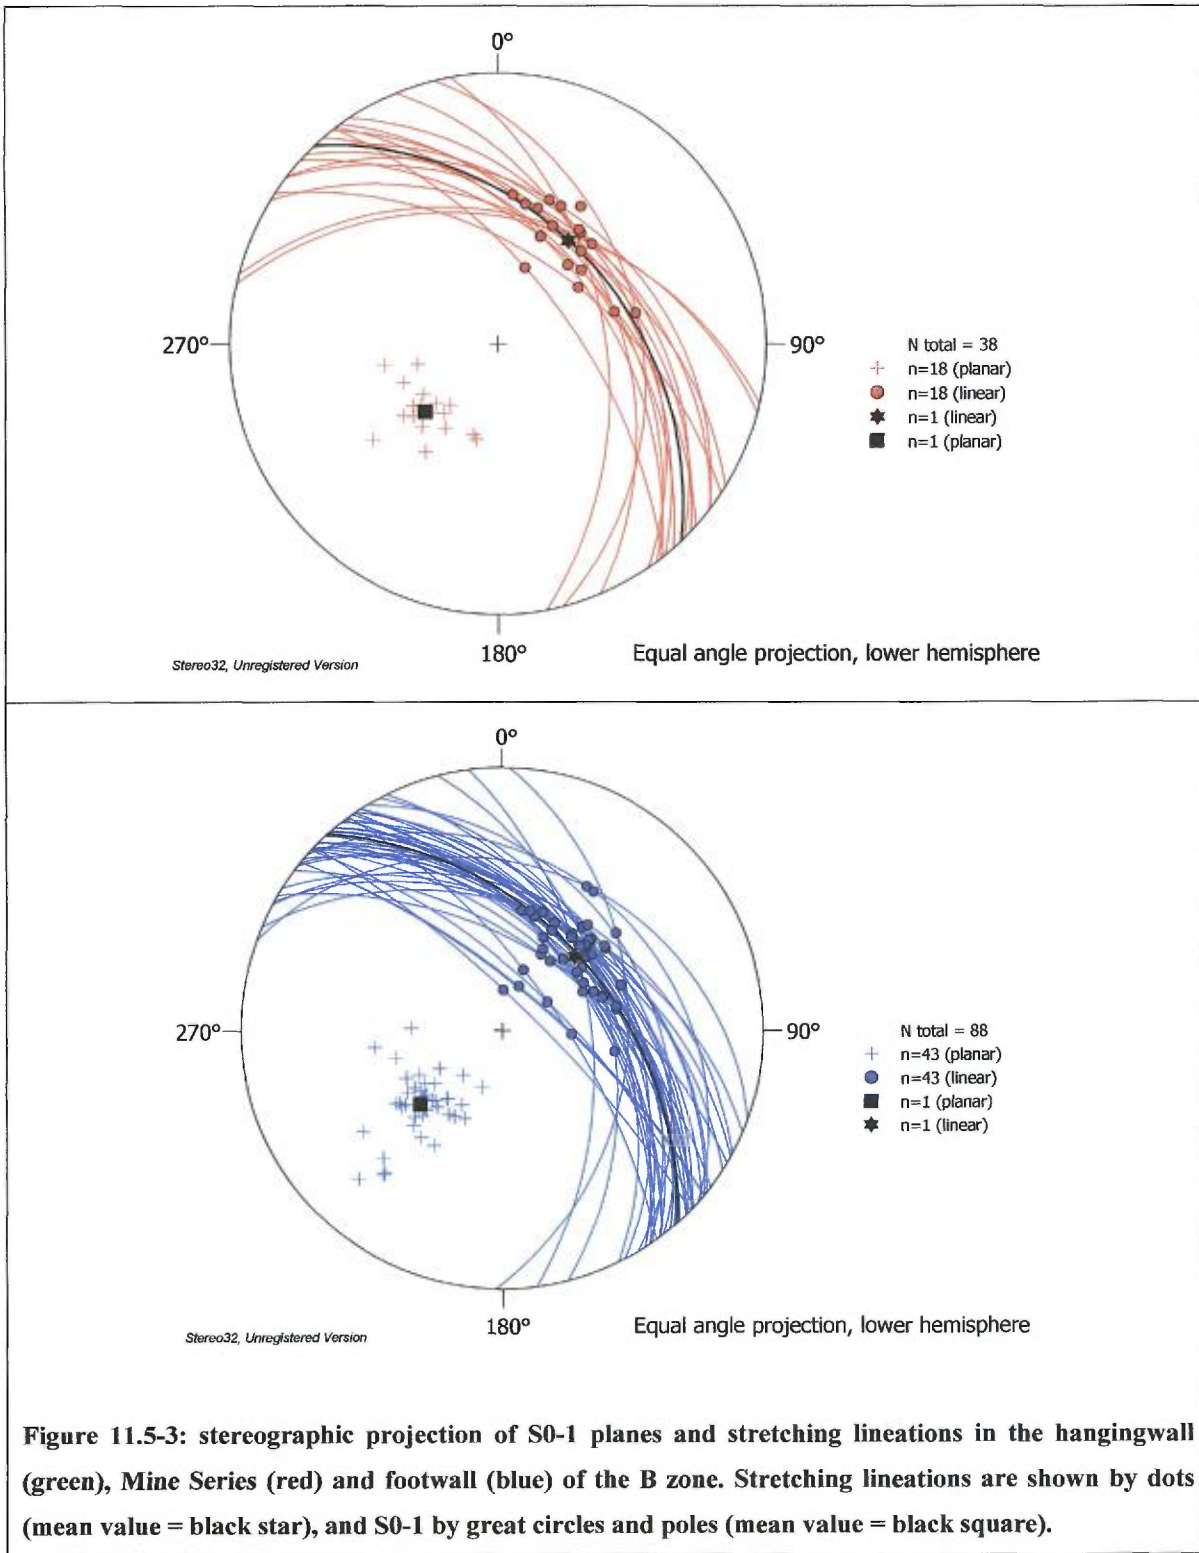 0°
270°
90°
N total = 38
n=18 (planar)
n=18 (linear)
n=1 (linear)
n=1 (planar)
180°
Stereo32, Unregistered Version
Equal angle projection, lower hemisphere
0°
270°
90°
N total = 88
n=43 (planar)
n=43 (linear)
n=1 (planar)
n=1 (linear)
180°
Stereo32, Unregistered Version
Equal angle projection, lower hemisphere
Figure 11.5-3: stereographic projection of S0-1 planes and stretching lineations in the hangingwall
(green), Mine Series (red) and footwall (blue) of the B zone. Stretching lineations are shown by dots
(mean value = black star), and S0-1 by great circles and poles (mean value = black square).